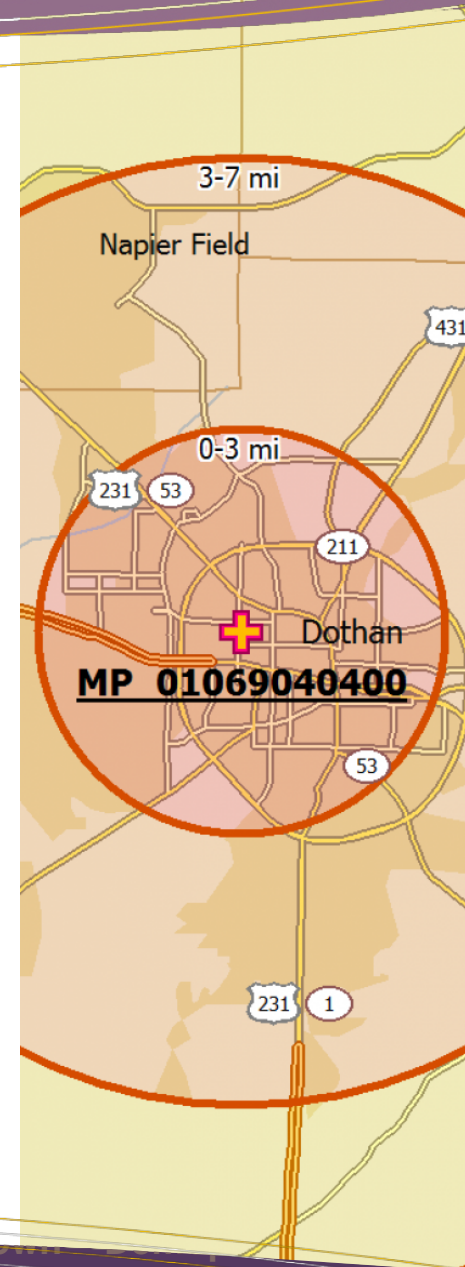 3-7 mi
Napier Field
431
0-3 mi
231 53
211
Dothan
MP 01069040400
53
231 1